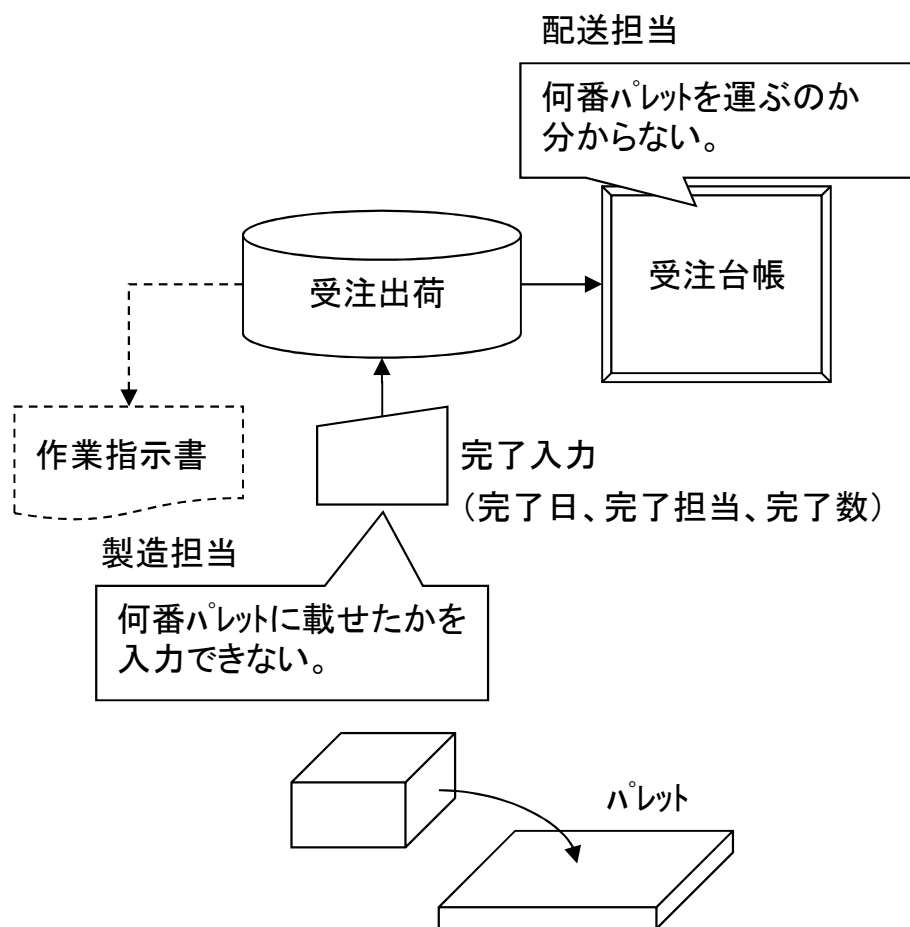 配送担当
何番ﾊﾟﾚｯﾄを運ぶのか
分からない。
受注出荷
受注台帳
作業指示書
完了入力
（完了日、完了担当、完了数）
製造担当
何番ﾊﾟﾚｯﾄに載せたかを
入力できない。
ﾊﾟﾚｯﾄ